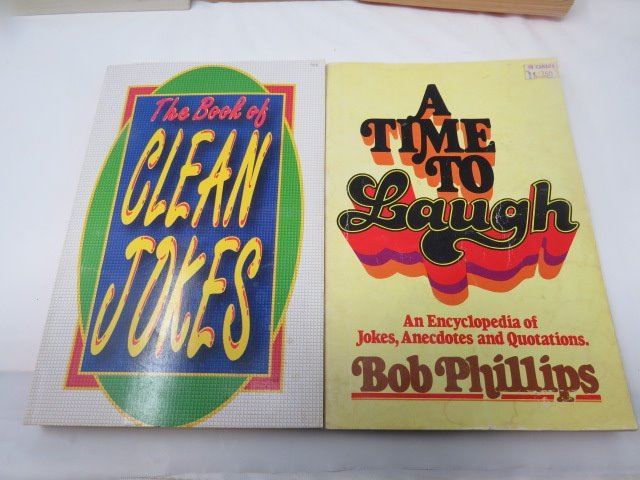 The Book of
CLEAN
JOKES
A
TIME
TO
Laugh
An Encyclopedia of
Jokes, Anecdotes and Quotations.
Bob Phillips